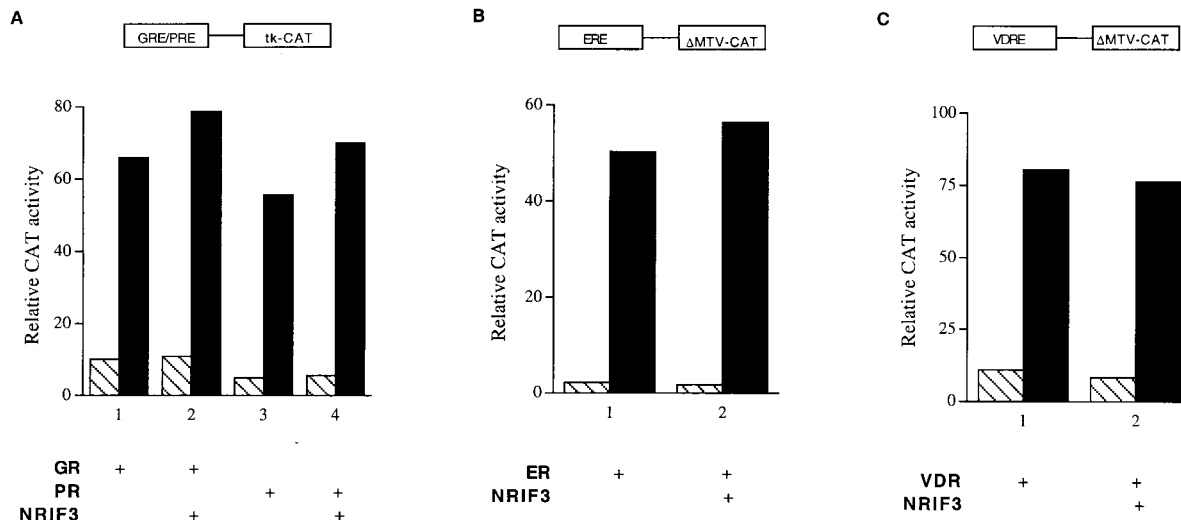 A
GRE/PRE tk-CAT
Relative CAT activity
80
60
40
20
0
1 2 3 4
GR + +
PR + +
NRIF3 + +
B
ERE ΔMTV-CAT
Relative CAT activity
60
40
20
0
1 2
ER + +
NRIF3 +
C
VDRE ΔMTV-CAT
Relative CAT activity
100
75
50
25
0
1 2
VDR + +
NRIF3 +